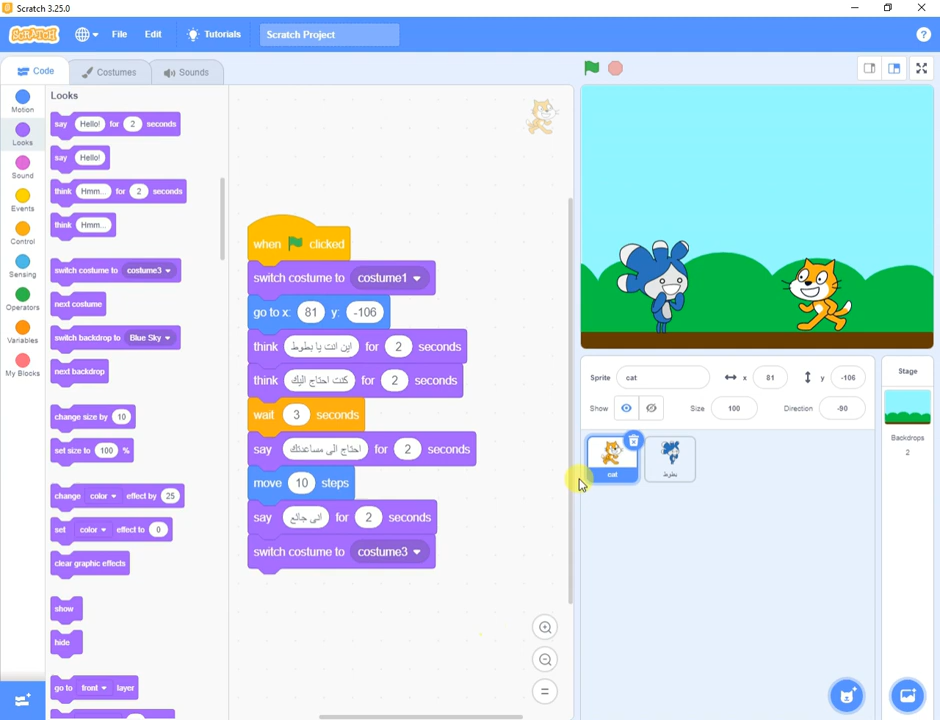 Scratch 3.25.0
SCRATCH File Edit Tutorials Scratch Project ?
Code Costumes Sounds
Motion
Looks
Sound
Events
Control
Sensing
Operators
Variables
My Blocks
Looks
say Hello! for 2 seconds
say Hello!
think Hmm... for 2 seconds
think Hmm...
switch costume to costume3
next costume
switch backdrop to Blue Sky
next backdrop
change size by 10
set size to 100 %
change color effect by 25
set color effect to 0
clear graphic effects
show
hide
go to front layer
when clicked
switch costume to costume1
go to x: 81 y: -106
think اين انت يا بطوط for 2 seconds
think كنت احتاج اليك for 2 seconds
wait 3 seconds
say احتاج الى مساعدتك for 2 seconds
move 10 steps
say انى جائع for 2 seconds
switch costume to costume3
Sprite cat x 81 y -106
Show Size 100 Direction -90
cat
بطوط
Stage
Backdrops
2